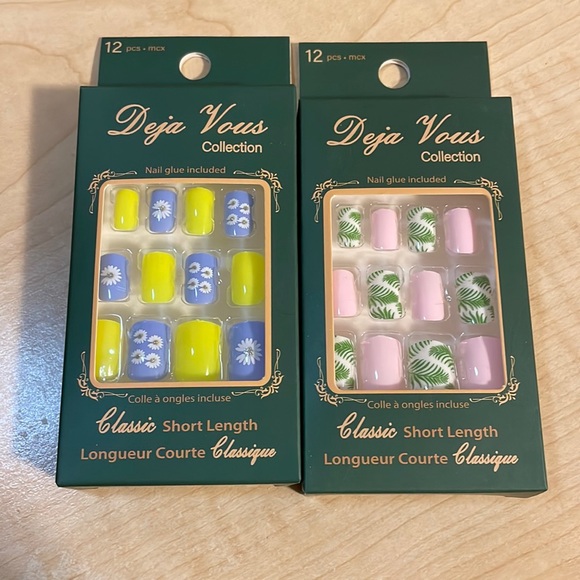 12 pcs • mcx
Deja Vous
Collection
Nail glue included
Colle à ongles incluse
Classic Short Length
Longueur Courte Classique
12 pcs • mcx
Deja Vous
Collection
Nail glue included
Colle à ongles incluse
Classic Short Length
Longueur Courte Classique